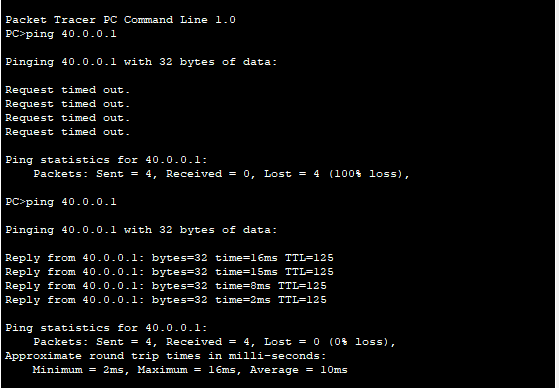 Packet Tracer PC Command Line 1.0
PC>ping 40.0.0.1
Pinging 40.0.0.1 with 32 bytes of data:
Request timed out.
Request timed out.
Request timed out.
Request timed out.
Ping statistics for 40.0.0.1:
Packets: Sent = 4, Received = 0, Lost = 4 (100% loss),
PC>ping 40.0.0.1
Pinging 40.0.0.1 with 32 bytes of data:
Reply from 40.0.0.1: bytes=32 time=16ms TTL=125
Reply from 40.0.0.1: bytes=32 time=15ms TTL=125
Reply from 40.0.0.1: bytes=32 time=8ms TTL=125
Reply from 40.0.0.1: bytes=32 time=2ms TTL=125
Ping statistics for 40.0.0.1:
Packets: Sent = 4, Received = 4, Lost = 0 (0% loss),
Approximate round trip times in milli-seconds:
Minimum = 2ms, Maximum = 16ms, Average = 10ms